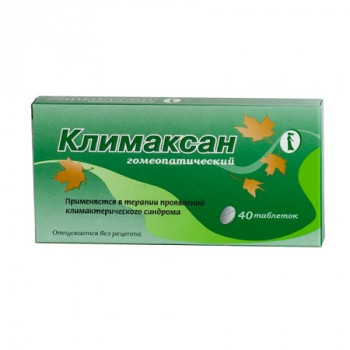 Климаксан
гомеопатический
Применяется в терапии проявлений
климактерического синдрома
40 таблеток
Отпускается без рецепта